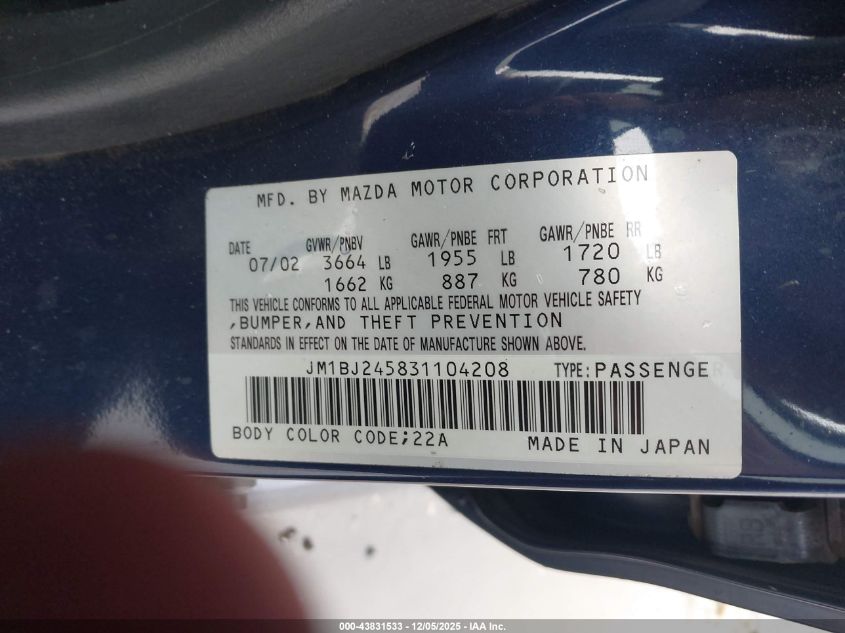 MFD. BY MAZDA MOTOR CORPORATION
DATE GVWR/PNBV GAWR/PNBE FRT GAWR/PNBE RR
07/02 3664 LB 1955 LB 1720 LB
1662 KG 887 KG 780 KG
THIS VEHICLE CONFORMS TO ALL APPLICABLE FEDERAL MOTOR VEHICLE SAFETY
,BUMPER,AND THEFT PREVENTION
STANDARDS IN EFFECT ON THE DATE OF MANUFACTURE SHOWN ABOVE.
JM1BJ245831104208 TYPE:PASSENGER
BODY COLOR CODE;22A MADE IN JAPAN
000-43831533 - 12/05/2025 - IAA Inc.